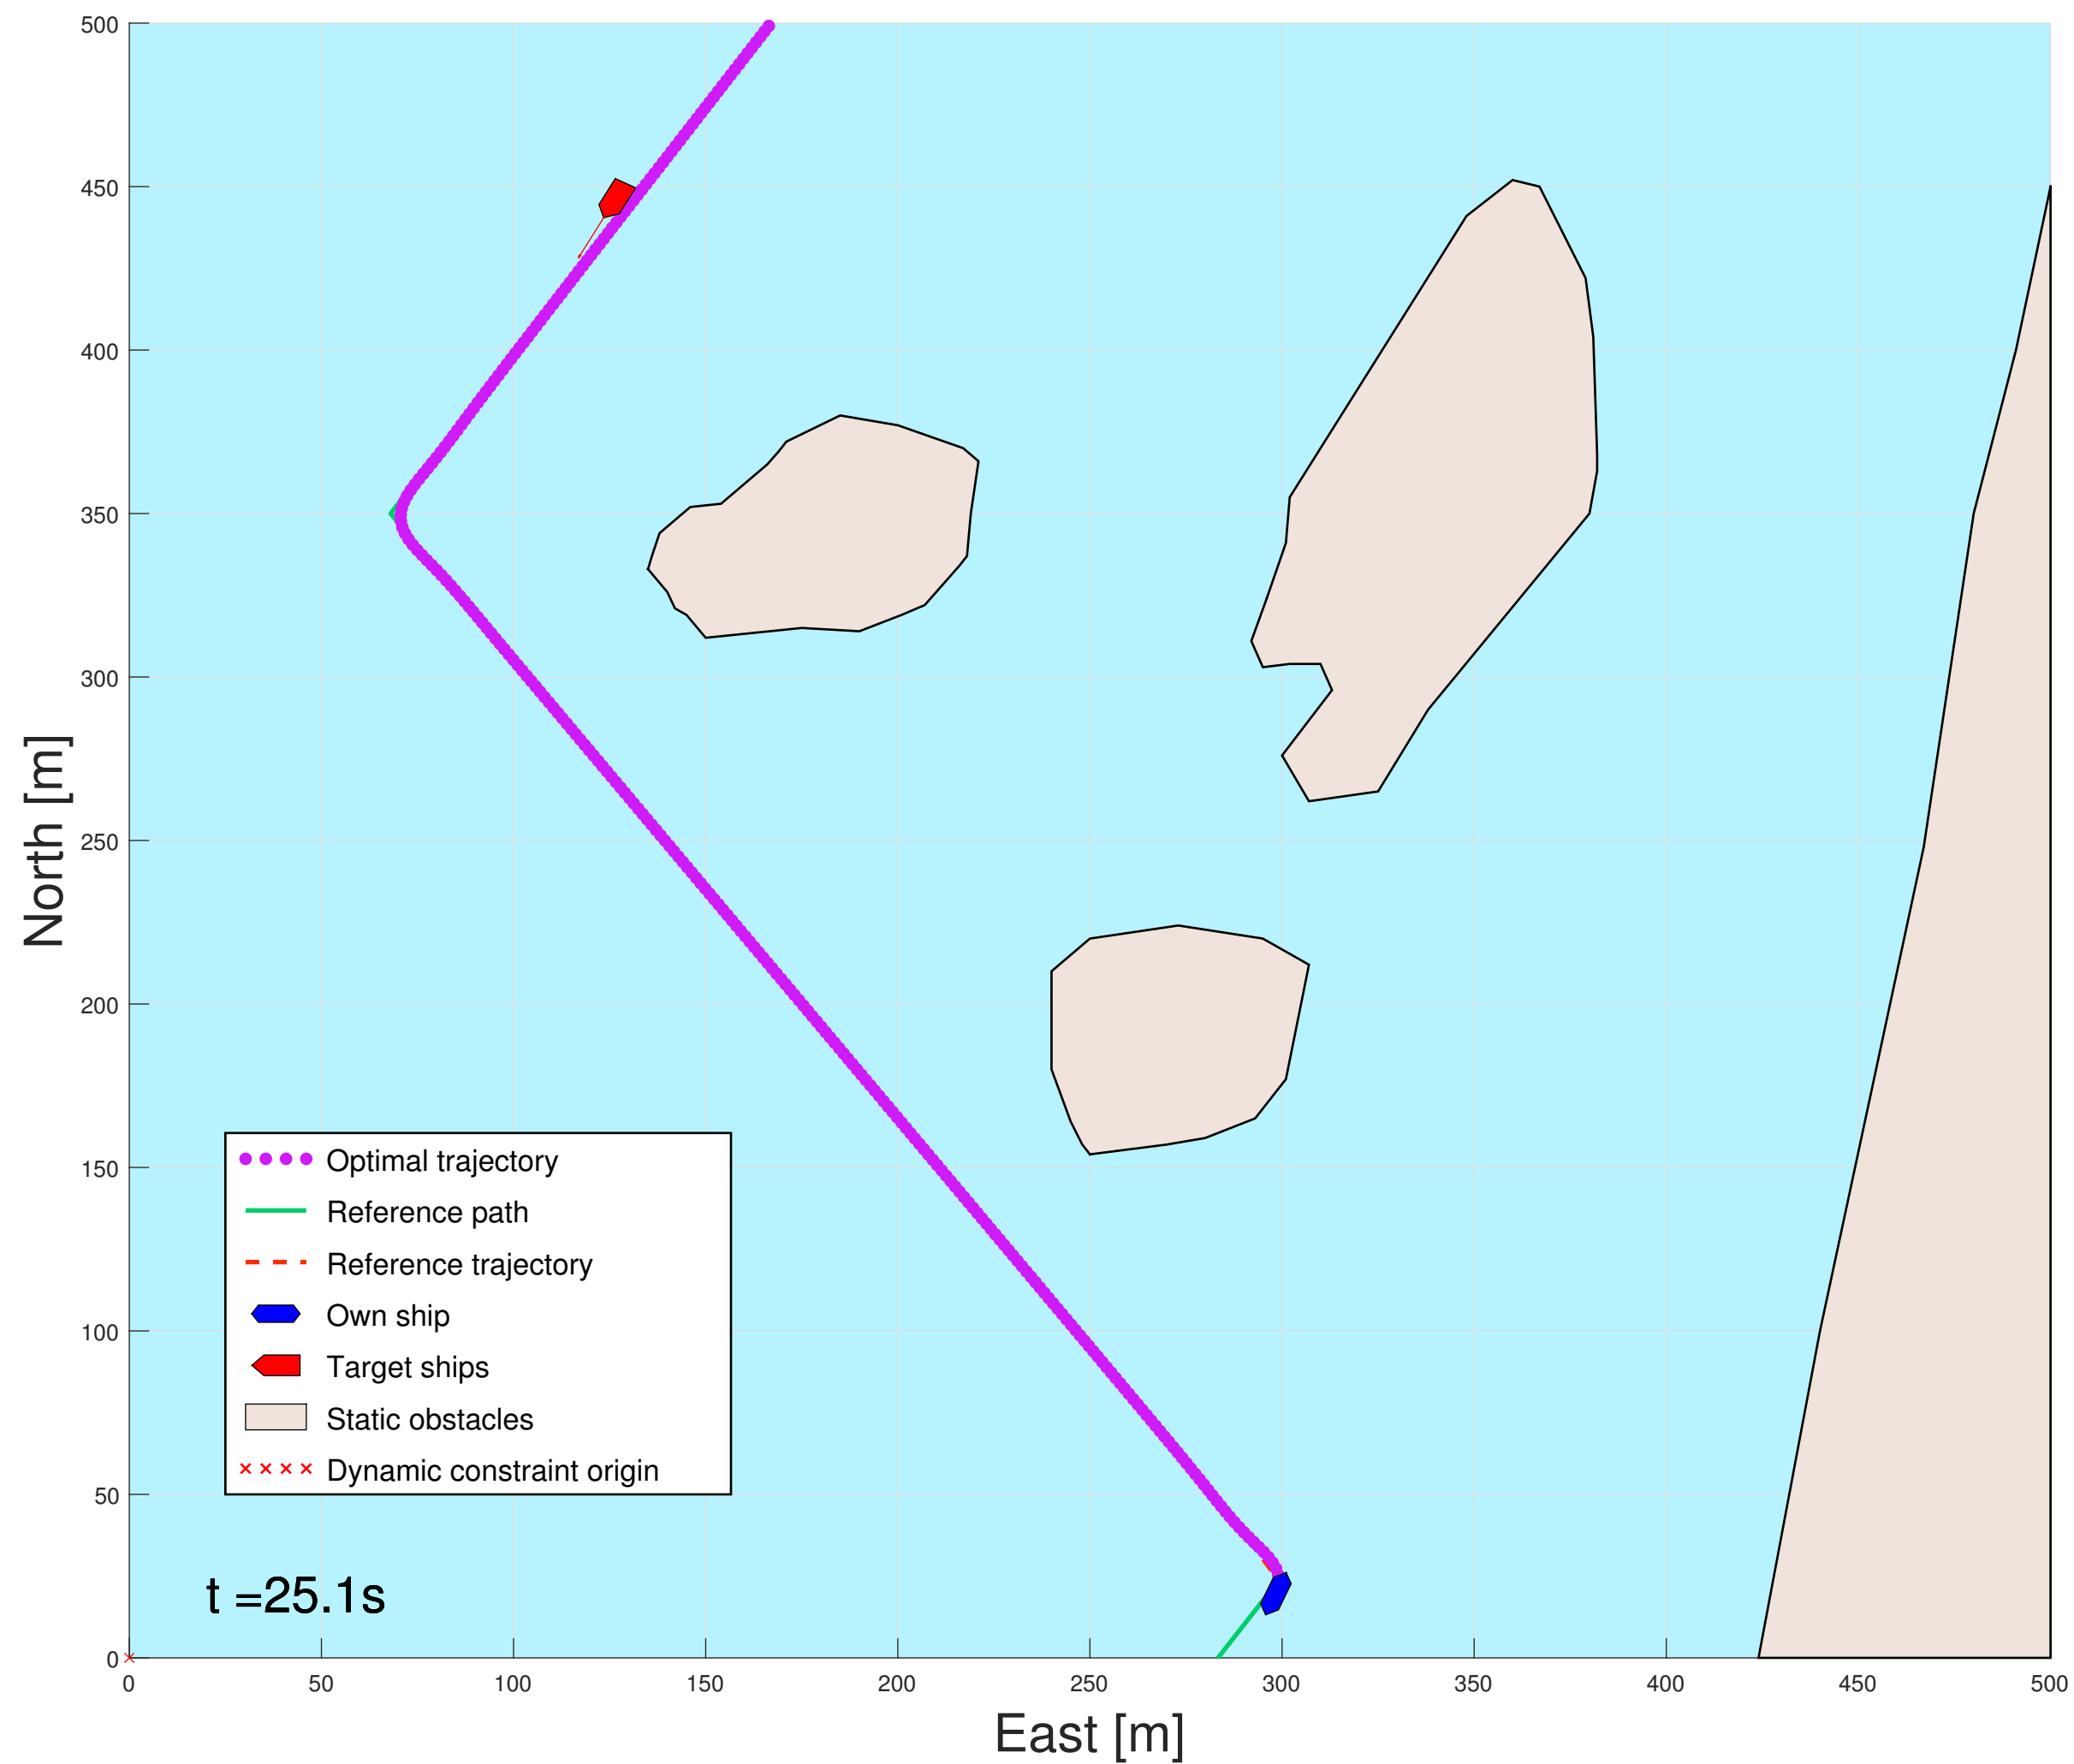 500
450
400
350
300
250
200
150
100
50
0
North [m]
Optimal trajectory
Reference path
Reference trajectory
Own ship
Target ships
Static obstacles
Dynamic constraint origin
t =25.1s
0 50 100 150 200 250 300 350 400 450 500
East [m]